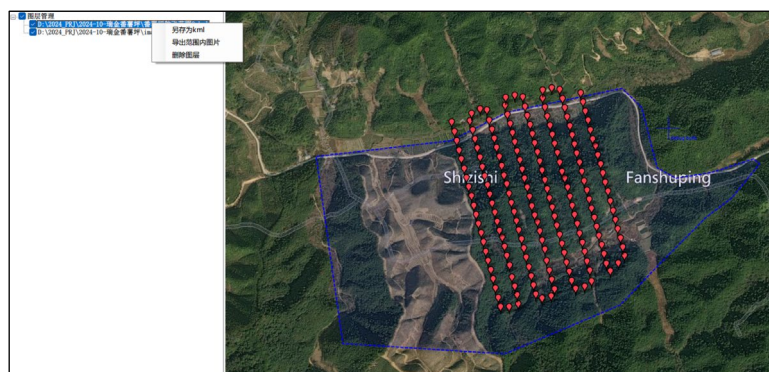 图层管理
D:\2024_PRJ\2024-10-瑞金番薯坪\番
D:\2024_PRJ\2024-10-瑞金番薯坪\im
另存为kml
导出范围内图片
删除图层
Shizishi
Fanshuping